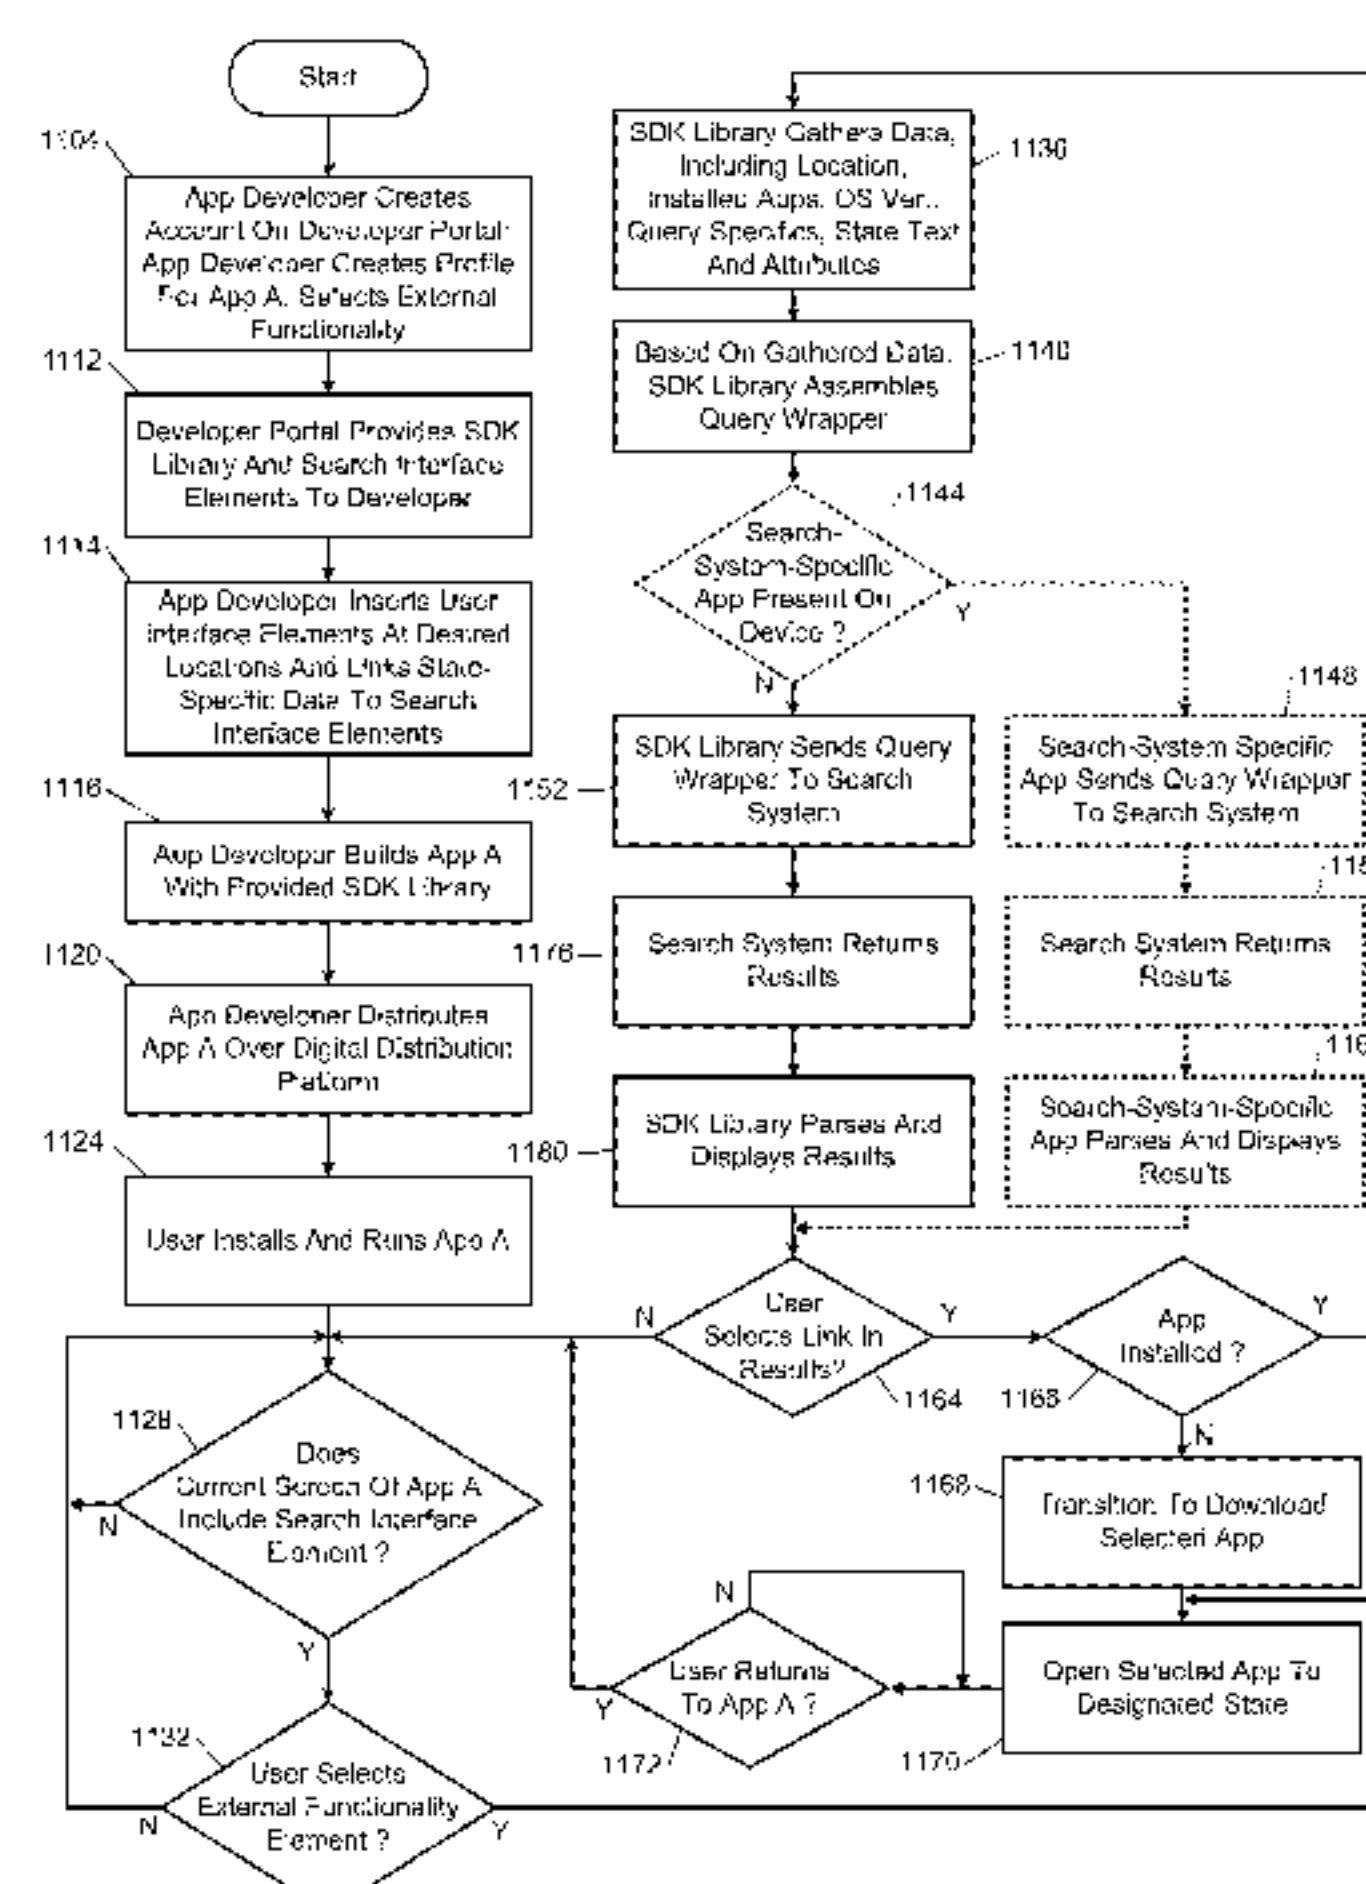 Start
1104
App Developer Creates
Account On Developer Portal;
App Developer Creates Profile
For App A, Selects External
Functionality
1112
Developer Portal Provides SDK
Library And Search Interface
Elements To Developer
1114
App Developer Inserts User
Interface Elements At Desired
Locations And Links State-
Specific Data To Search
Interface Elements
1116
App Developer Builds App A
With Provided SDK Library
1120
App Developer Distributes
App A Over Digital Distribution
Platform
1124
User Installs And Runs App A
1128
Does
Current Screen Of App A
Include Search Interface
Element ?
N
Y
1132
User Selects
External Functionality
Element ?
N
Y
SDK Library Gathers Data,
Including Location,
Installed Apps, OS Ver.,
Query Specifics, State Text
And Attributes
1136
Based On Gathered Data,
SDK Library Assembles
Query Wrapper
1140
1144
Search-
System-Specific
App Present On
Device ?
Y
N
1148
SDK Library Sends Query
Wrapper To Search
System
1152
Search-System Specific
App Sends Query Wrapper
To Search System
1176
Search System Returns
Results
Search System Returns
Results
1180
SDK Library Parses And
Displays Results
Search-System-Specific
App Parses And Displays
Results
N
User
Selects Link In
Results?
Y
1164
App
Installed ?
Y
1166
N
1168
Transition To Download
Selected App
N
User Returns
To App A ?
Y
1172
Open Selected App To
Designated State
1170